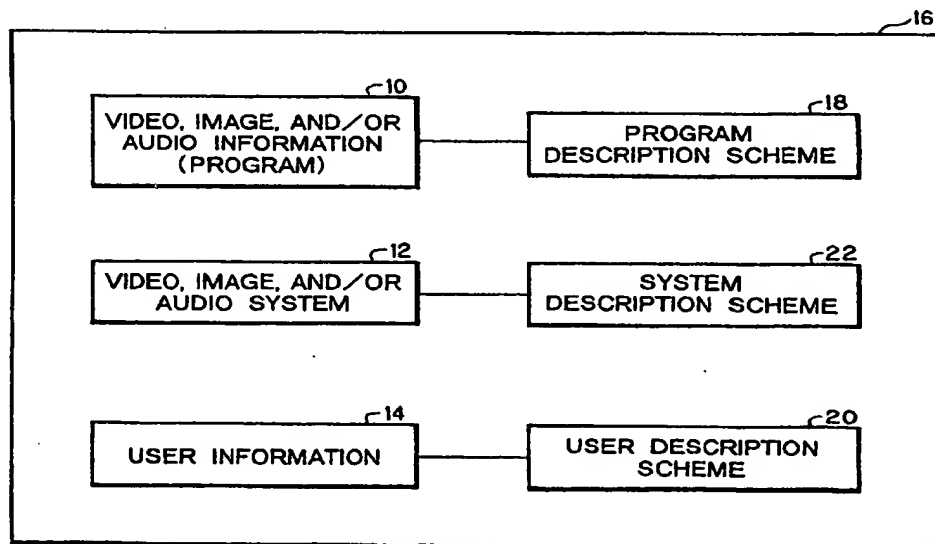 16
10
18
VIDEO, IMAGE, AND/OR
AUDIO INFORMATION
(PROGRAM)
PROGRAM
DESCRIPTION SCHEME
12
22
VIDEO, IMAGE, AND/OR
AUDIO SYSTEM
SYSTEM
DESCRIPTION SCHEME
14
20
USER INFORMATION
USER DESCRIPTION
SCHEME